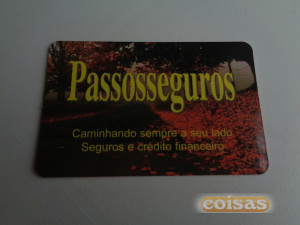 Passosseguros
Caminhando sempre a seu lado
Seguros e crédito financeiro
coisas